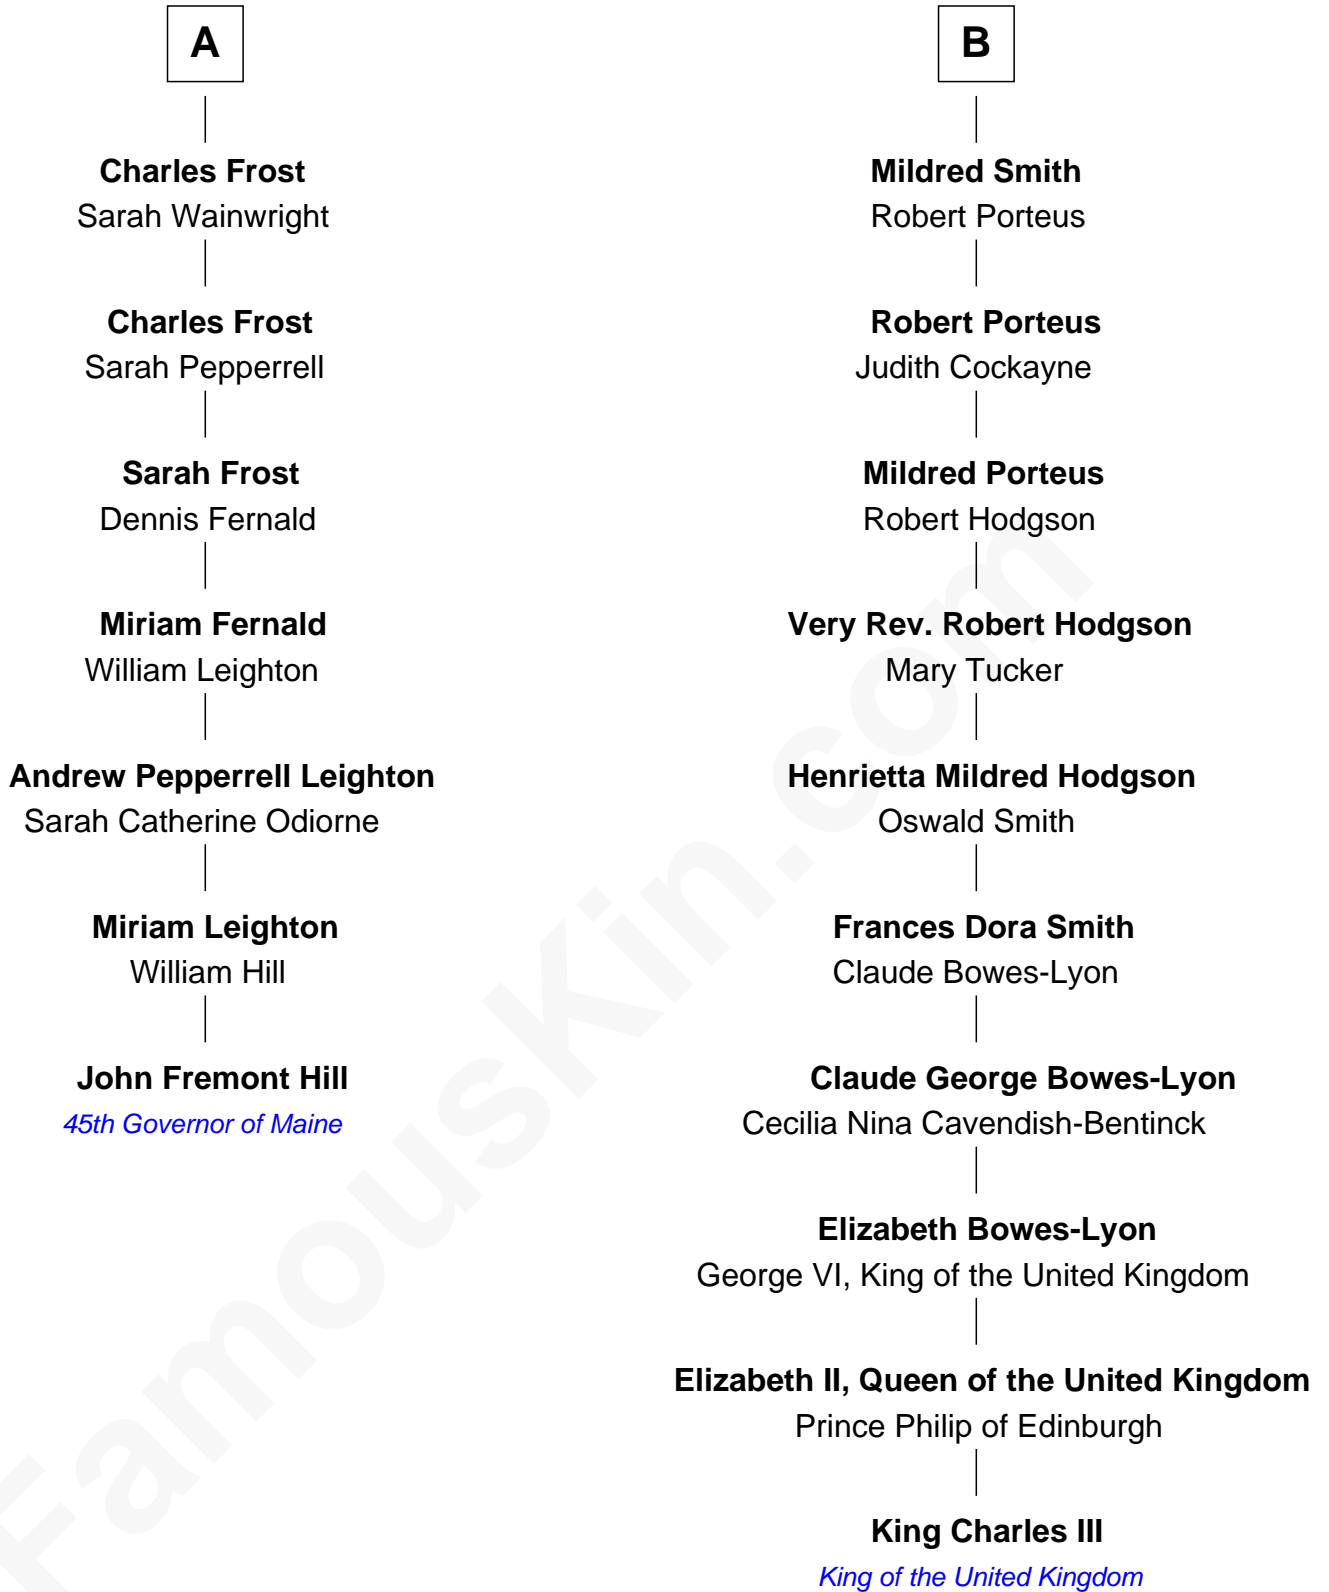 A
Charles Frost
Sarah Wainwright
Charles Frost
Sarah Pepperrell
Sarah Frost
Dennis Fernald
Miriam Fernald
William Leighton
Andrew Pepperrell Leighton
Sarah Catherine Odiorne
Miriam Leighton
William Hill
John Fremont Hill
45th Governor of Maine
B
Mildred Smith
Robert Porteus
Robert Porteus
Judith Cockayne
Mildred Porteus
Robert Hodgson
Very Rev. Robert Hodgson
Mary Tucker
Henrietta Mildred Hodgson
Oswald Smith
Frances Dora Smith
Claude Bowes-Lyon
Claude George Bowes-Lyon
Cecilia Nina Cavendish-Bentinck
Elizabeth Bowes-Lyon
George VI, King of the United Kingdom
Elizabeth II, Queen of the United Kingdom
Prince Philip of Edinburgh
King Charles III
King of the United Kingdom
FamousKin.com